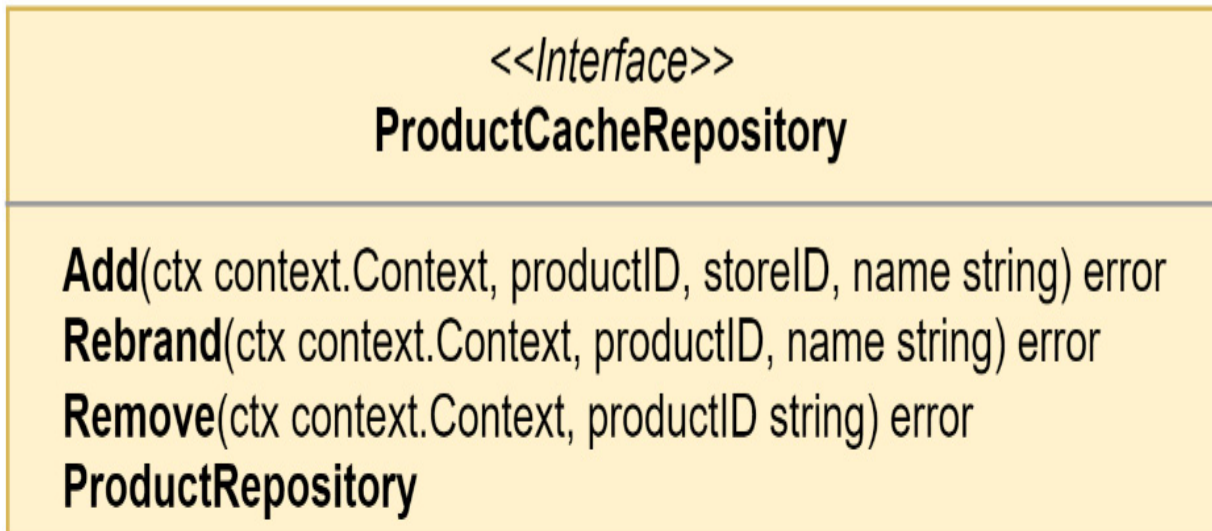 <<Interface>>
ProductCacheRepository
Add(ctx context.Context, productID, storeID, name string) error
Rebrand(ctx context.Context, productID, name string) error
Remove(ctx context.Context, productID string) error
ProductRepository